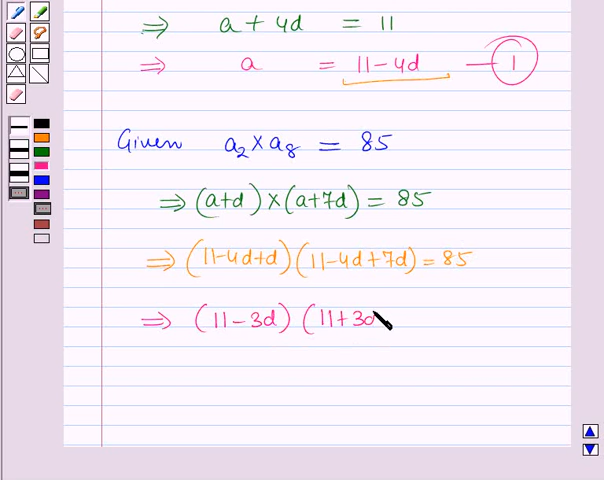 ⇒ a + 4d = 11
⇒ a = 11 - 4d — 1
Given a₂ × a₈ = 85
⇒ (a+d) × (a+7d) = 85
⇒ (11-4d+d) (11-4d+7d) = 85
⇒ (11-3d) (11+3d